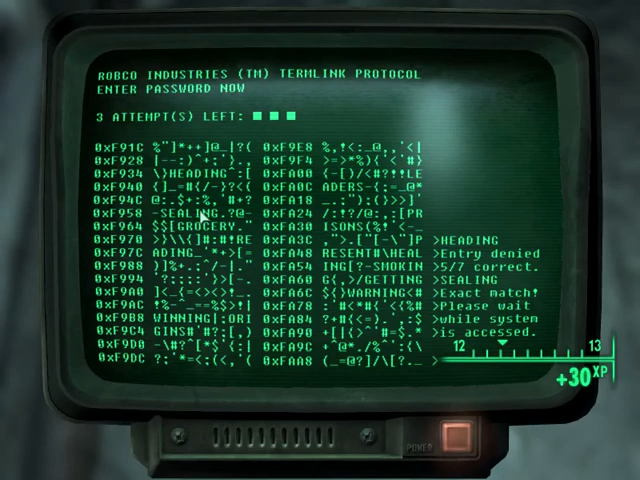 ROBCO INDUSTRIES (TM) TERMLINK PROTOCOL
ENTER PASSWORD NOW
3 ATTEMPT(S) LEFT:
0xF91C %"]*++]@_|?( 0xF9E8 %,!<:_@,,'<|
0xF928 |--:)^+;'}., 0xF9F4 >=>*%){'<'#}
0xF934 \}HEADING^:[ 0xFA00 {-[)/<#?!!LE
0xF940 {]_=#{/-}?<( 0xFA0C ADERS-{;=_@*
0xF94C @:.$+:%,'#+? 0xFA18
0xF958 -SEALING.?@- 0xFA24 /:!?/@:,:[PR
0xF964 $$[GROCERY." 0xFA30 ISONS(%!'<-_
0xF970 >}\\{]#:#!RE 0xFA3C ,">.["[-\"]P >HEADING
0xF97C ADING_'*+>[= 0xFA48 RESENT#\HEAL >Entry denied
0xF988 }]%+.:^/-|." 0xFA54 ING[?-SMOKIN >5/7 correct.
0xF994 0xFA60 G{,)/GETTING >SEALING
0xF9A0 ]<_{=<><>!_. 0xFA6C ${}WARNING<# >Exact match!
0xF9AC !%-^_==%$>!| 0xFA78 :'#<*#{'<{%# >Please wait
0xF9B8 WINNING|:ORI 0xFA84 >while system
0xF9C4 GINS#'#?:[,) 0xFA90 +[|{>^'#=$.* >is accessed.
0xF9D0 -\#?^[*$'{:| 0xFA9C +^@*./%^':{\
0xF9DC ?;'*=<:(<,'( 0xFAA8 (_=@?]/\[?._ >
12 13
+30 XP
POWER